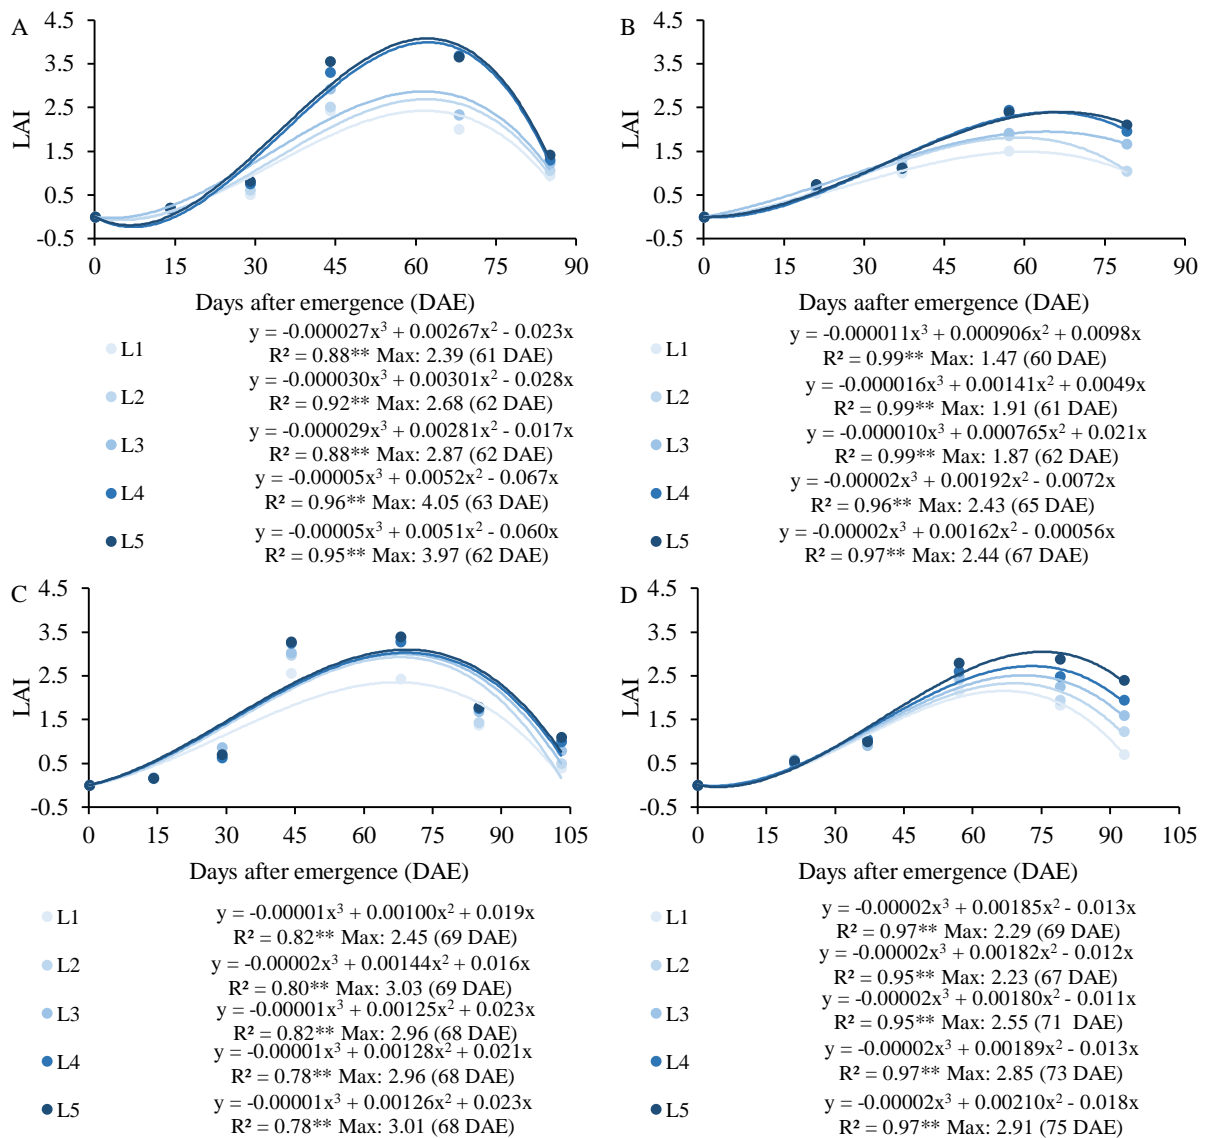 A
4.5
3.5
2.5
1.5
0.5
-0.5
LAI
0 15 30 45 60 75 90
Days after emergence (DAE)
L1 y = -0.000027x³ + 0.00267x² - 0.023x
R² = 0.88** Max: 2.39 (61 DAE)
L2 y = -0.000030x³ + 0.00301x² - 0.028x
R² = 0.92** Max: 2.68 (62 DAE)
L3 y = -0.000029x³ + 0.00281x² - 0.017x
R² = 0.88** Max: 2.87 (62 DAE)
L4 y = -0.00005x³ + 0.0052x² - 0.067x
R² = 0.96** Max: 4.05 (63 DAE)
L5 y = -0.00005x³ + 0.0051x² - 0.060x
R² = 0.95** Max: 3.97 (62 DAE)
B
4.5
3.5
2.5
1.5
0.5
-0.5
LAI
0 15 30 45 60 75 90
Days aafter emergence (DAE)
L1 y = -0.000011x³ + 0.000906x² + 0.0098x
R² = 0.99** Max: 1.47 (60 DAE)
L2 y = -0.000016x³ + 0.00141x² + 0.0049x
R² = 0.99** Max: 1.91 (61 DAE)
L3 y = -0.000010x³ + 0.000765x² + 0.021x
R² = 0.99** Max: 1.87 (62 DAE)
L4 y = -0.00002x³ + 0.00192x² - 0.0072x
R² = 0.96** Max: 2.43 (65 DAE)
L5 y = -0.00002x³ + 0.00162x² - 0.00056x
R² = 0.97** Max: 2.44 (67 DAE)
C
4.5
3.5
2.5
1.5
0.5
-0.5
LAI
0 15 30 45 60 75 90 105
Days after emergence (DAE)
L1 y = -0.00001x³ + 0.00100x² + 0.019x
R² = 0.82** Max: 2.45 (69 DAE)
L2 y = -0.00002x³ + 0.00144x² + 0.016x
R² = 0.80** Max: 3.03 (69 DAE)
L3 y = -0.00001x³ + 0.00125x² + 0.023x
R² = 0.82** Max: 2.96 (68 DAE)
L4 y = -0.00001x³ + 0.00128x² + 0.021x
R² = 0.78** Max: 2.96 (68 DAE)
L5 y = -0.00001x³ + 0.00126x² + 0.023x
R² = 0.78** Max: 3.01 (68 DAE)
D
4.5
3.5
2.5
1.5
0.5
-0.5
LAI
0 15 30 45 60 75 90 105
Days after emergence (DAE)
L1 y = -0.00002x³ + 0.00185x² - 0.013x
R² = 0.97** Max: 2.29 (69 DAE)
L2 y = -0.00002x³ + 0.00182x² - 0.012x
R² = 0.95** Max: 2.23 (67 DAE)
L3 y = -0.00002x³ + 0.00180x² - 0.011x
R² = 0.95** Max: 2.55 (71 DAE)
L4 y = -0.00002x³ + 0.00189x² - 0.013x
R² = 0.97** Max: 2.85 (73 DAE)
L5 y = -0.00002x³ + 0.00210x² - 0.018x
R² = 0.97** Max: 2.91 (75 DAE)